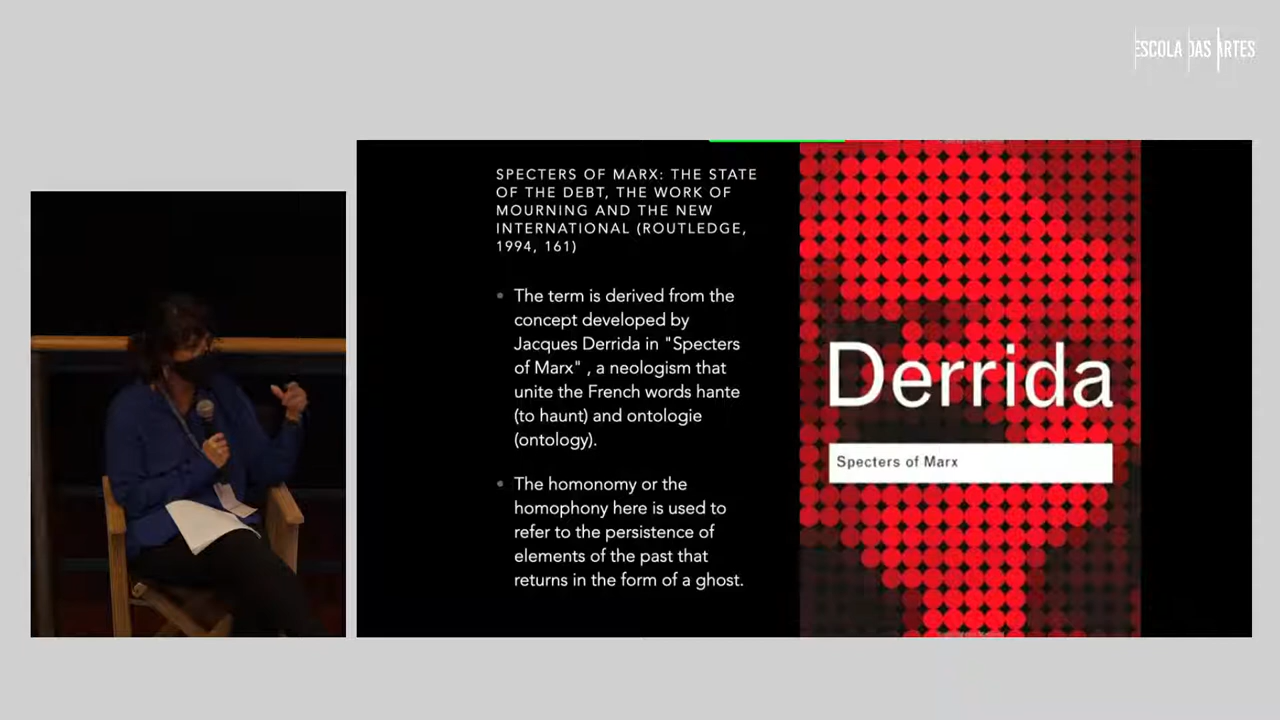 ESCOLA DAS ARTES
SPECTERS OF MARX: THE STATE
OF THE DEBT, THE WORK OF
MOURNING AND THE NEW
INTERNATIONAL (ROUTLEDGE,
1994, 161)
• The term is derived from the
concept developed by
Jacques Derrida in "Specters
of Marx" , a neologism that
unite the French words hante
(to haunt) and ontologie
(ontology).
• The homonomy or the
homophony here is used to
refer to the persistence of
elements of the past that
returns in the form of a ghost.
Derrida
Specters of Marx